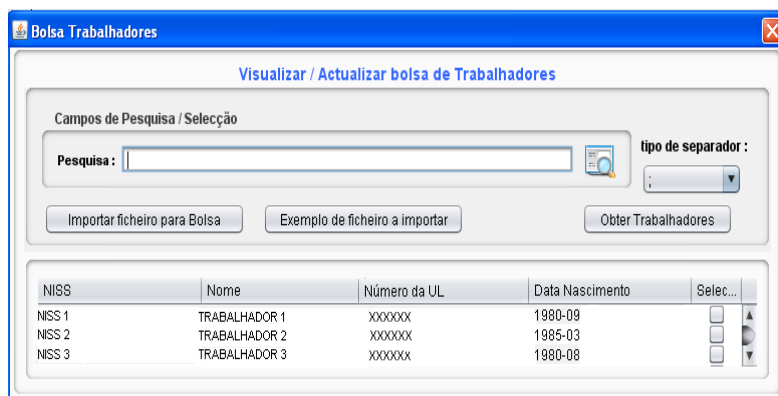 Bolsa Trabalhadores
Visualizar / Actualizar bolsa de Trabalhadores
Campos de Pesquisa / Selecção
Pesquisa :
tipo de separador :
;
Importar ficheiro para Bolsa Exemplo de ficheiro a importar Obter Trabalhadores
NISS Nome Número da UL Data Nascimento Selec...
NISS 1 TRABALHADOR 1 XXXXXX 1980-09
NISS 2 TRABALHADOR 2 XXXXXX 1985-03
NISS 3 TRABALHADOR 3 XXXXXx 1980-08